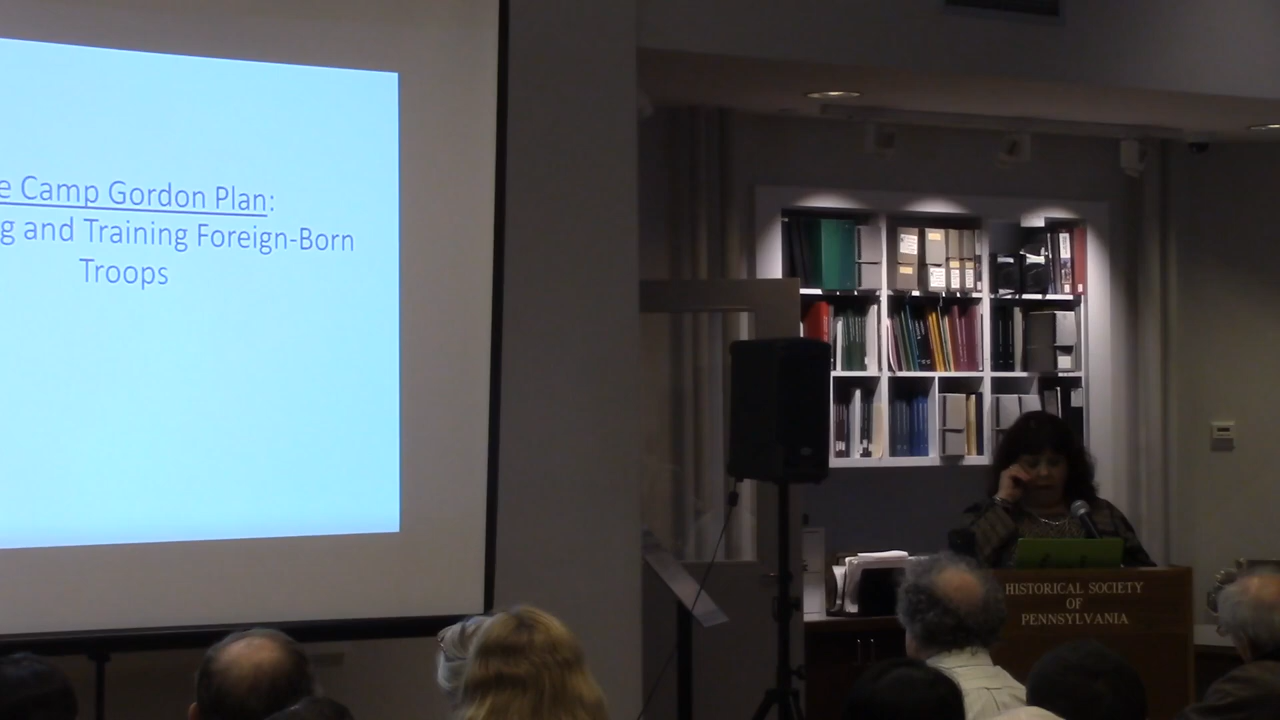 e Camp Gordon Plan:
g and Training Foreign-Born
Troops
HISTORICAL SOCIETY
OF
PENNSYLVANIA